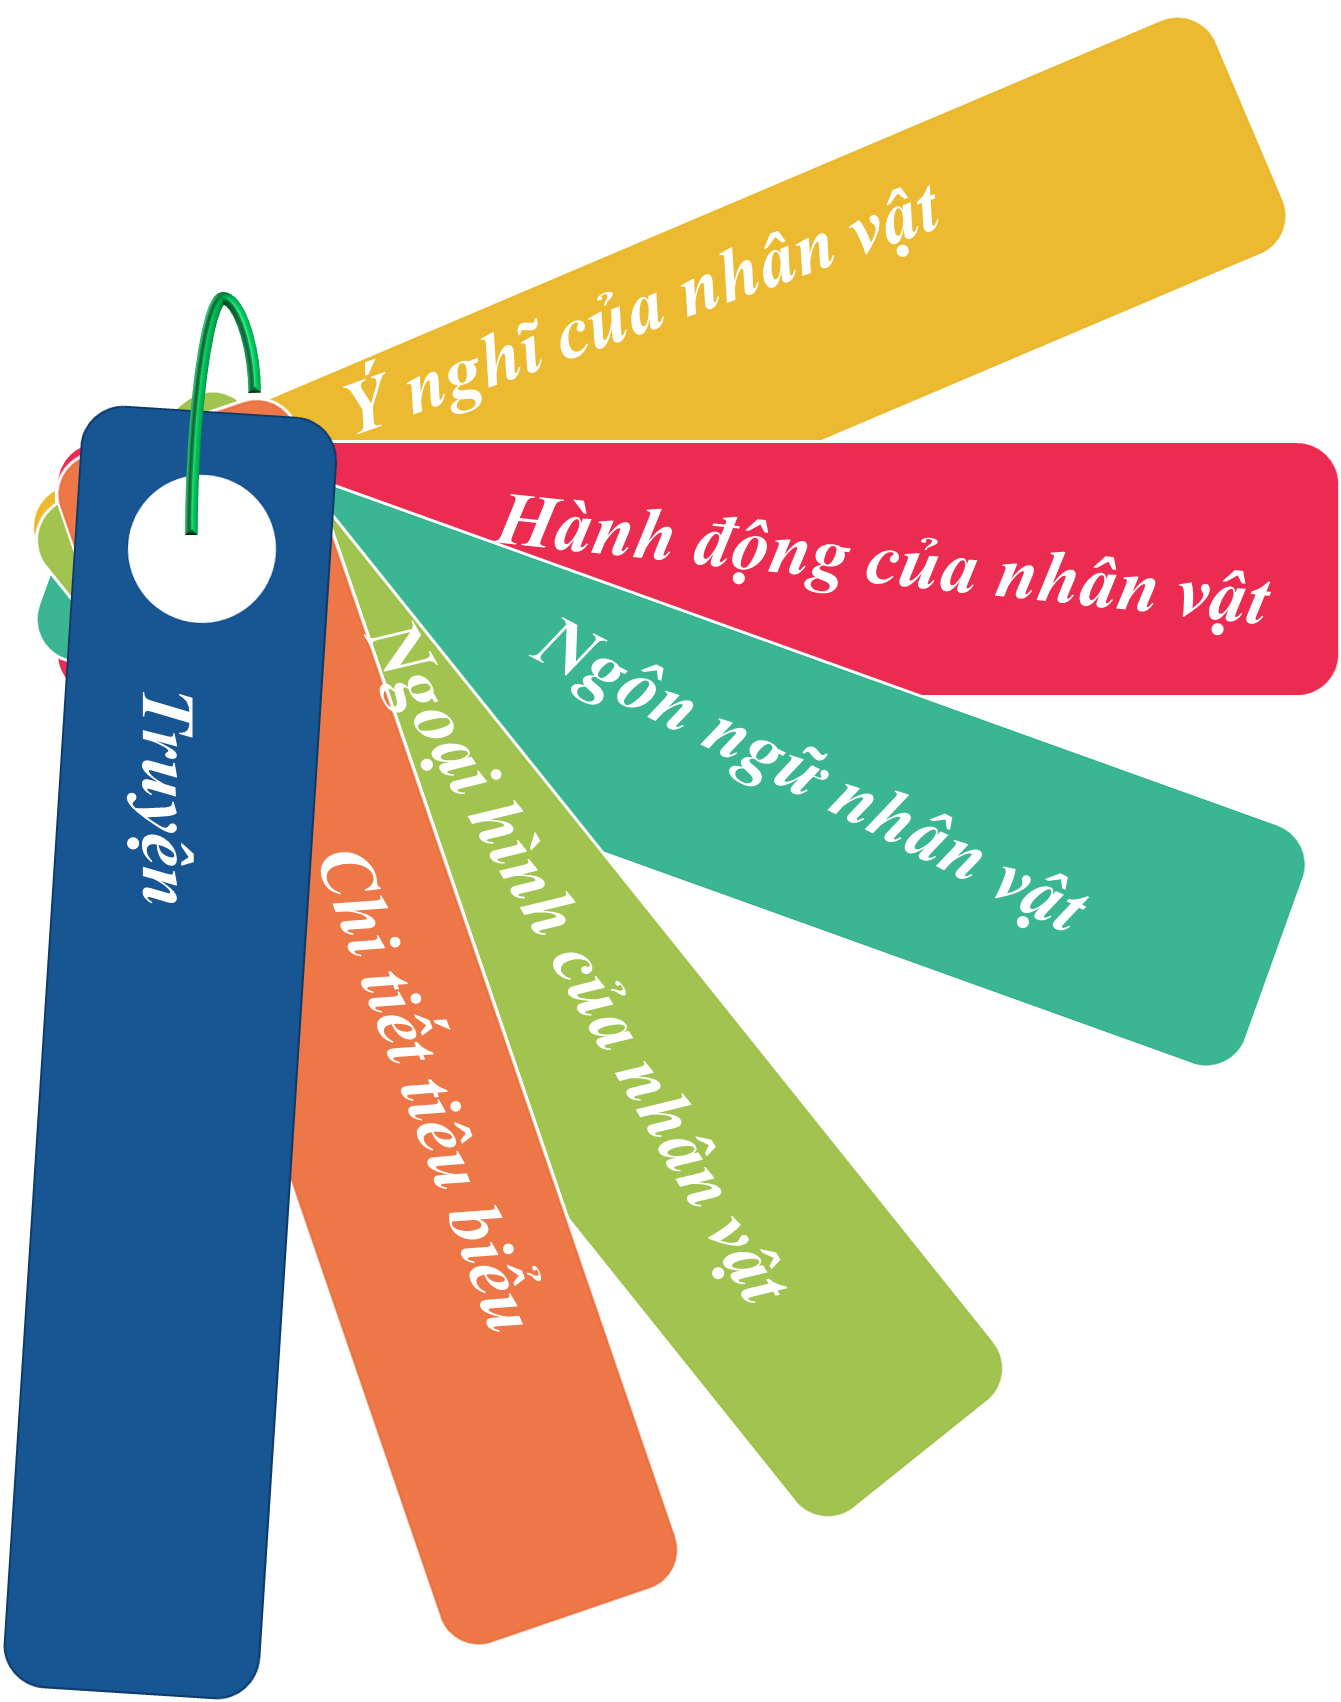 Ý nghĩ của nhân vật
Hành động của nhân vật
Ngôn ngữ nhân vật
Ngoại hình của nhân vật
Chi tiết tiêu biểu
Truyện